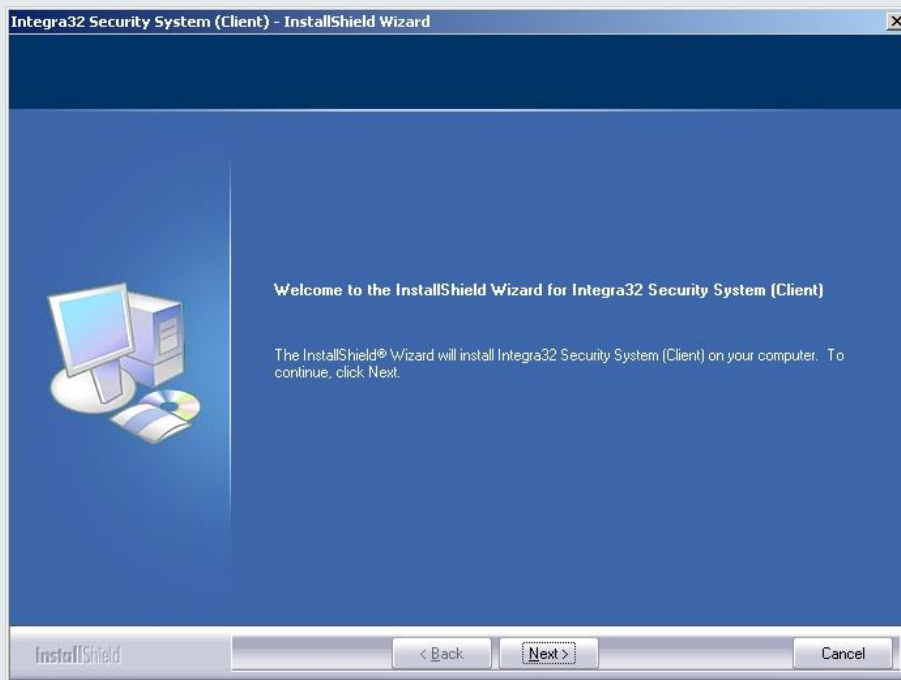 Integra32 Security System (Client) - InstallShield Wizard
Welcome to the InstallShield Wizard for Integra32 Security System (Client)
The InstallShield® Wizard will install Integra32 Security System (Client) on your computer. To
continue, click Next.
InstallShield
< Back
Next >
Cancel